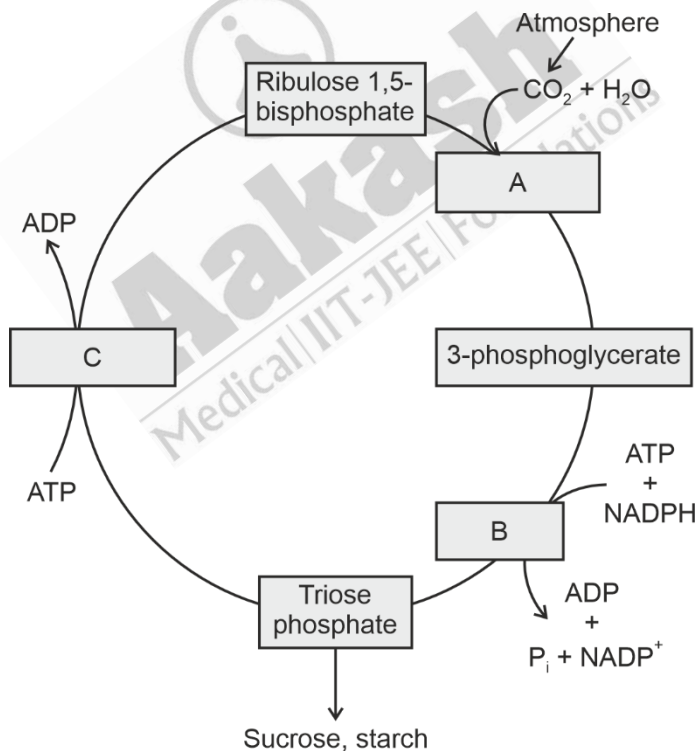 Atmosphere
CO₂ + H₂O
Ribulose 1,5-
bisphosphate
A
ADP
C
3-phosphoglycerate
ATP
ATP
+
NADPH
B
Triose
phosphate
ADP
+
Pᵢ + NADP⁺
Sucrose, starch
Aakash
Medical|IIT-JEE|Foundations